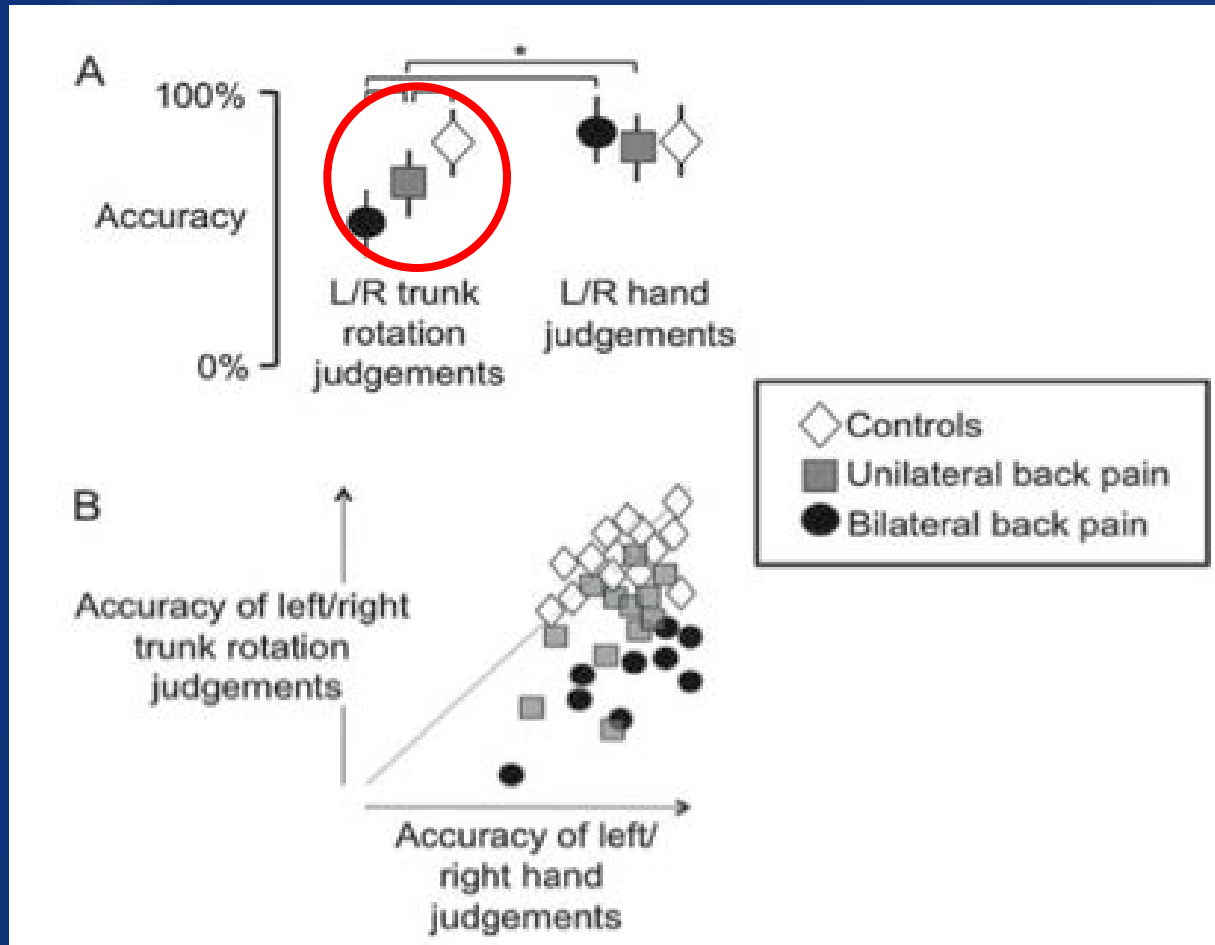 A
*
100%
Accuracy
0%
L/R trunk
rotation
judgements
L/R hand
judgements
Controls
Unilateral back pain
Bilateral back pain
B
Accuracy of left/right
trunk rotation
judgements
Accuracy of left/
right hand
judgements